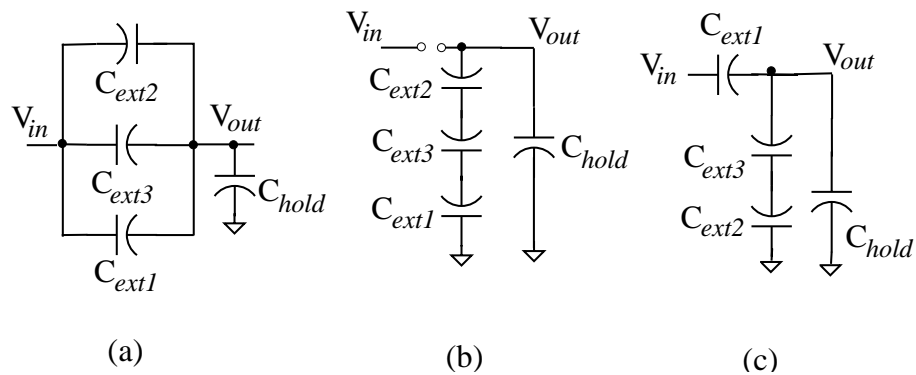 C_ext2
V_in
V_out
C_ext3
C_hold
C_ext1
(a)
V_in
V_out
C_ext2
C_ext3
C_hold
C_ext1
(b)
C_ext1
V_in
V_out
C_ext3
C_ext2
C_hold
(c)